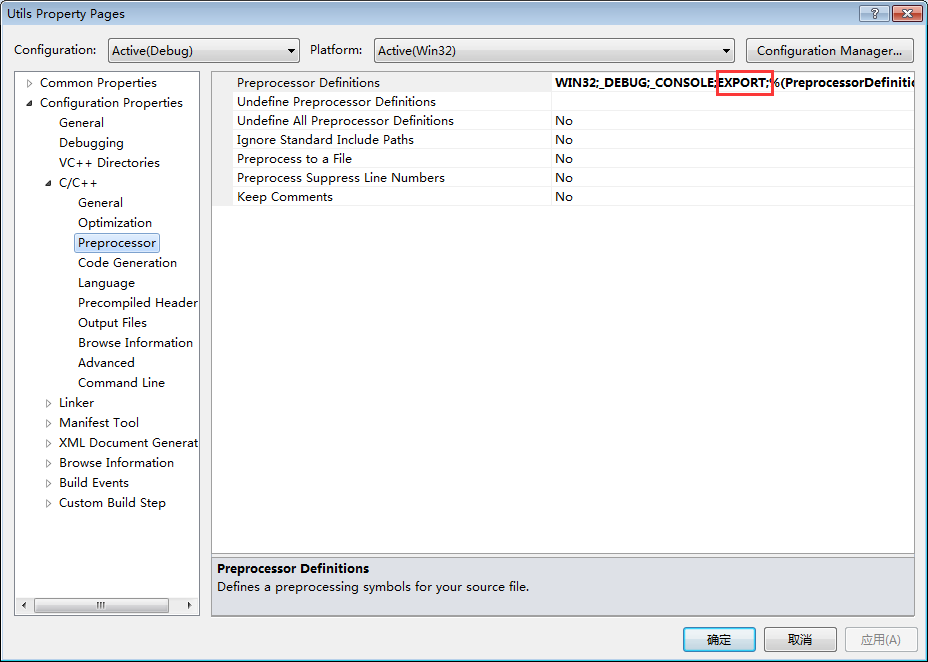 Utils Property Pages
Configuration: Active(Debug) Platform: Active(Win32) Configuration Manager...
Common Properties
Configuration Properties
General
Debugging
VC++ Directories
C/C++
General
Optimization
Preprocessor
Code Generation
Language
Precompiled Header
Output Files
Browse Information
Advanced
Command Line
Linker
Manifest Tool
XML Document Generat
Browse Information
Build Events
Custom Build Step
Preprocessor Definitions WIN32;_DEBUG;_CONSOLE;EXPORT;%(PreprocessorDefinitio
Undefine Preprocessor Definitions
Undefine All Preprocessor Definitions No
Ignore Standard Include Paths No
Preprocess to a File No
Preprocess Suppress Line Numbers No
Keep Comments No
Preprocessor Definitions
Defines a preprocessing symbols for your source file.
确定 取消 应用(A)